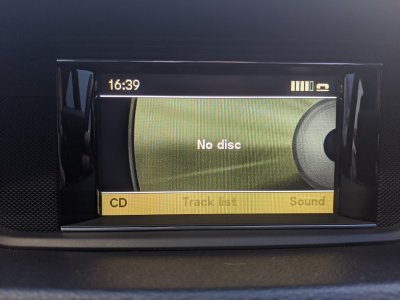 16:39
No disc
CD Track list Sound